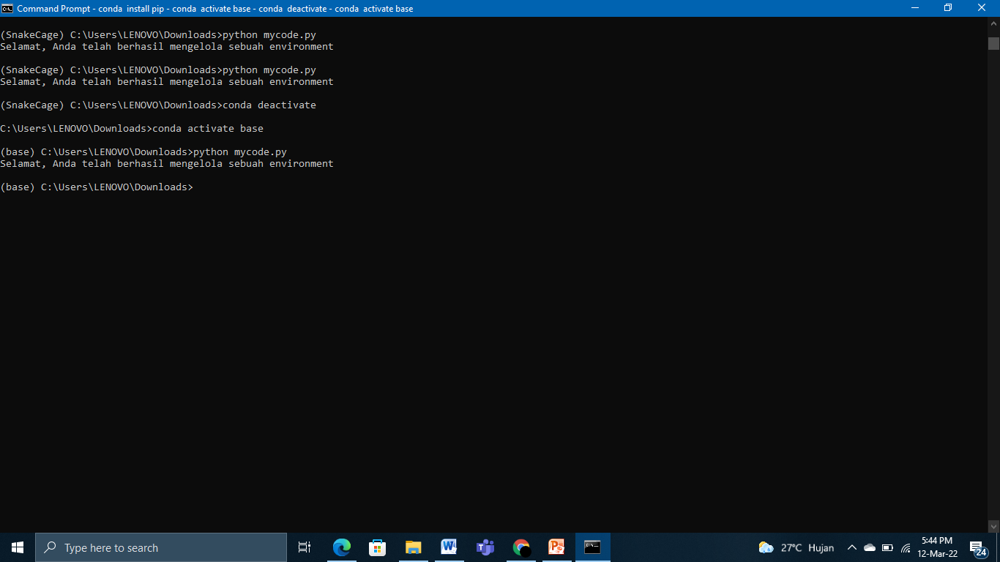 Command Prompt - conda  install pip - conda  activate base - conda  deactivate - conda  activate base
(SnakeCage) C:\Users\LENOVO\Downloads>python mycode.py
Selamat, Anda telah berhasil mengelola sebuah environment
(SnakeCage) C:\Users\LENOVO\Downloads>python mycode.py
Selamat, Anda telah berhasil mengelola sebuah environment
(SnakeCage) C:\Users\LENOVO\Downloads>conda deactivate
C:\Users\LENOVO\Downloads>conda activate base
(base) C:\Users\LENOVO\Downloads>python mycode.py
Selamat, Anda telah berhasil mengelola sebuah environment
(base) C:\Users\LENOVO\Downloads>
Type here to search
27°C Hujan
5:44 PM
12-Mar-22
24